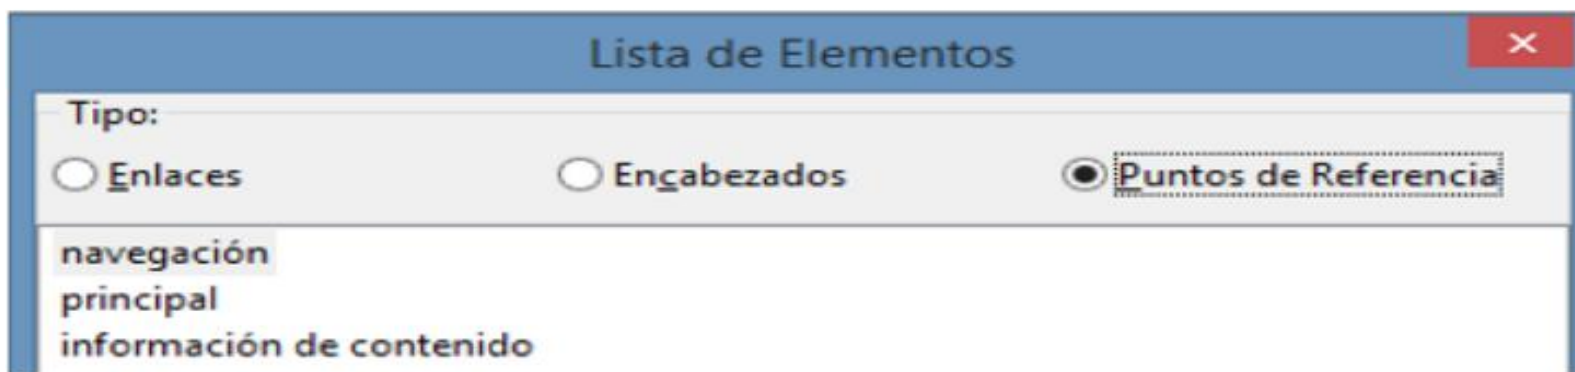 Lista de Elementos
Tipo:
Enlaces Encabezados Puntos de Referencia
navegación
principal
información de contenido